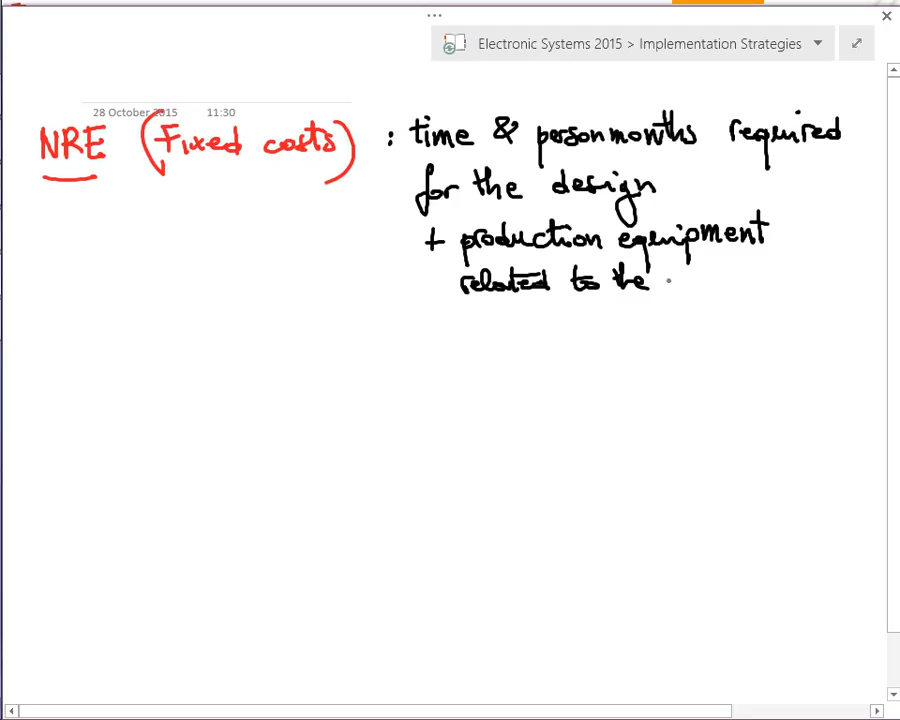 Electronic Systems 2015 > Implementation Strategies
28 October 2015 11:30
NRE (Fixed costs) : time & personmonths required
for the design
+ production equipment
related to the